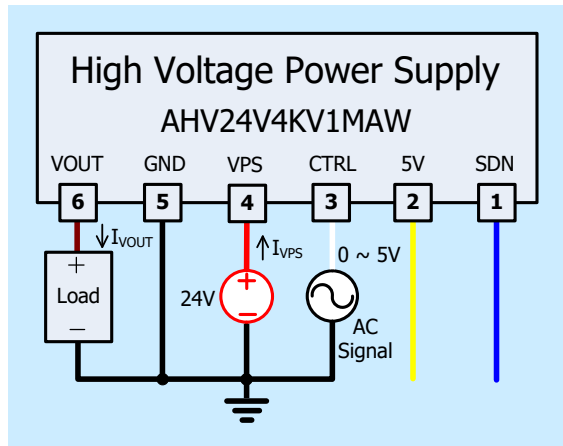 High Voltage Power Supply
AHV24V4KV1MAW
VOUT GND VPS CTRL 5V SDN
6 5 4 3 2 1
↓IVOUT ↑IVPS 0 ~ 5V
+ +
Load 24V
− −
AC
Signal